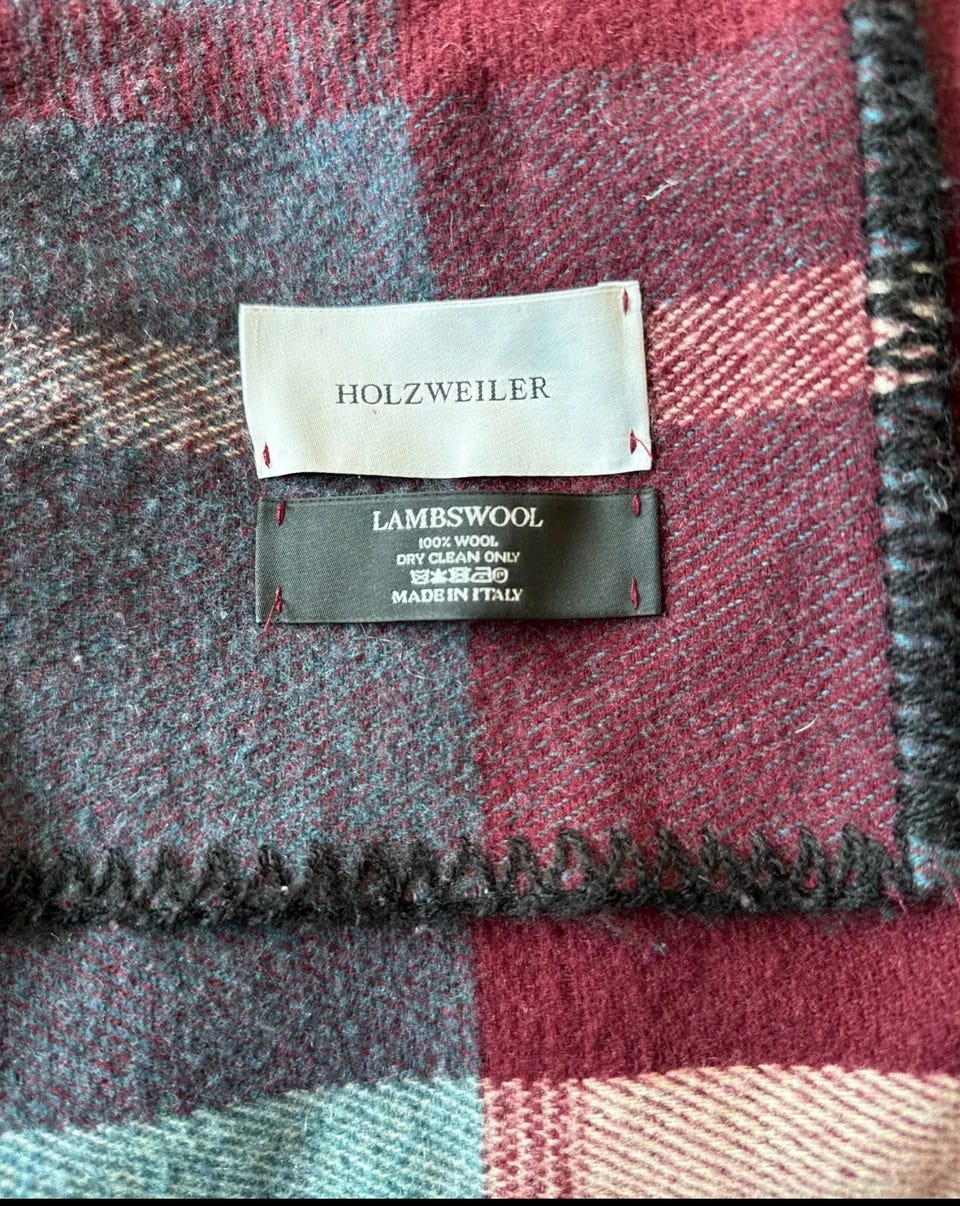 HOLZWEILER
LAMBSWOOL
100% WOOL
DRY CLEAN ONLY
MADE IN ITALY